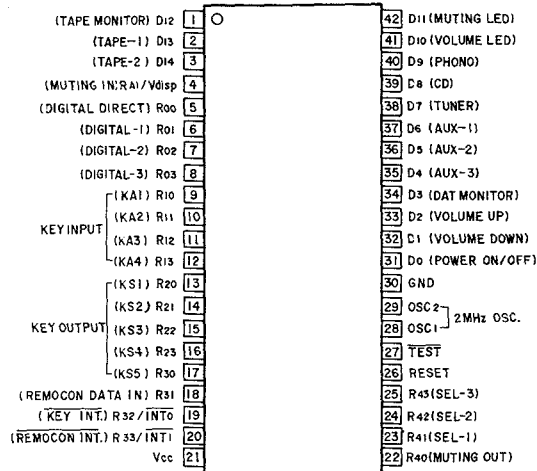 (TAPE MONITOR) D12 1
(TAPE-1) D13 2
(TAPE-2) D14 3
(MUTING IN)RA1/Vdisp 4
(DIGITAL DIRECT) R00 5
(DIGITAL-1) R01 6
(DIGITAL-2) R02 7
(DIGITAL-3) R03 8
KEY INPUT
(KA1) R10 9
(KA2) R11 10
(KA3) R12 11
(KA4) R13 12
KEY OUTPUT
(KS1) R20 13
(KS2) R21 14
(KS3) R22 15
(KS4) R23 16
(KS5) R30 17
(REMOCON DATA IN) R31 18
(KEY INT.) R32/INT0 19
(REMOCON INT.) R33/INT1 20
Vcc 21
42 D11(MUTING LED)
41 D10(VOLUME LED)
40 D9 (PHONO)
39 D8 (CD)
38 D7 (TUNER)
37 D6 (AUX-1)
36 D5 (AUX-2)
35 D4 (AUX-3)
34 D3 (DAT MONITOR)
33 D2 (VOLUME UP)
32 D1 (VOLUME DOWN)
31 D0 (POWER ON/OFF)
30 GND
29 OSC2
28 OSC1
2MHz OSC.
27 TEST
26 RESET
25 R43(SEL-3)
24 R42(SEL-2)
23 R41(SEL-1)
22 R40(MUTING OUT)